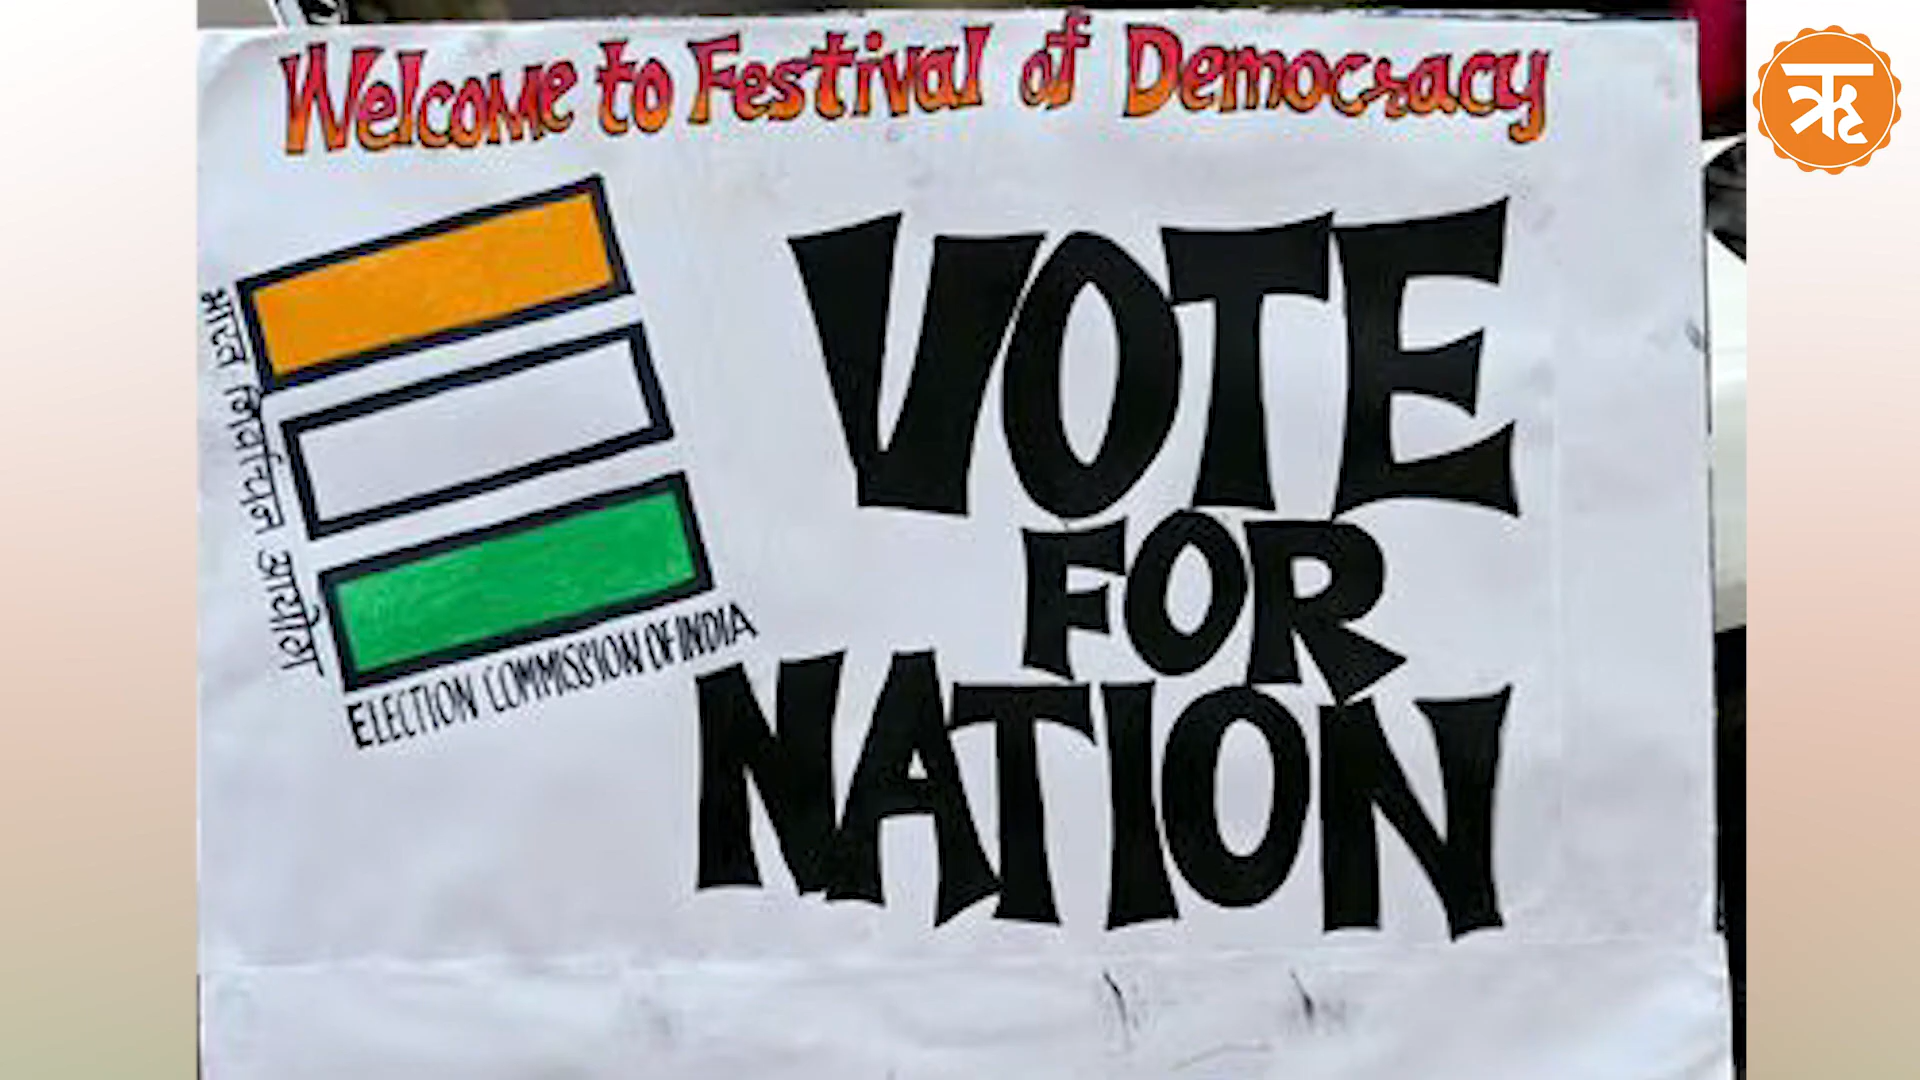 Welcome to Festival of Democracy
VOTE
FOR
NATION
भारत निर्वाचन आयोग
ELECTION COMMISSION OF INDIA
ऋ